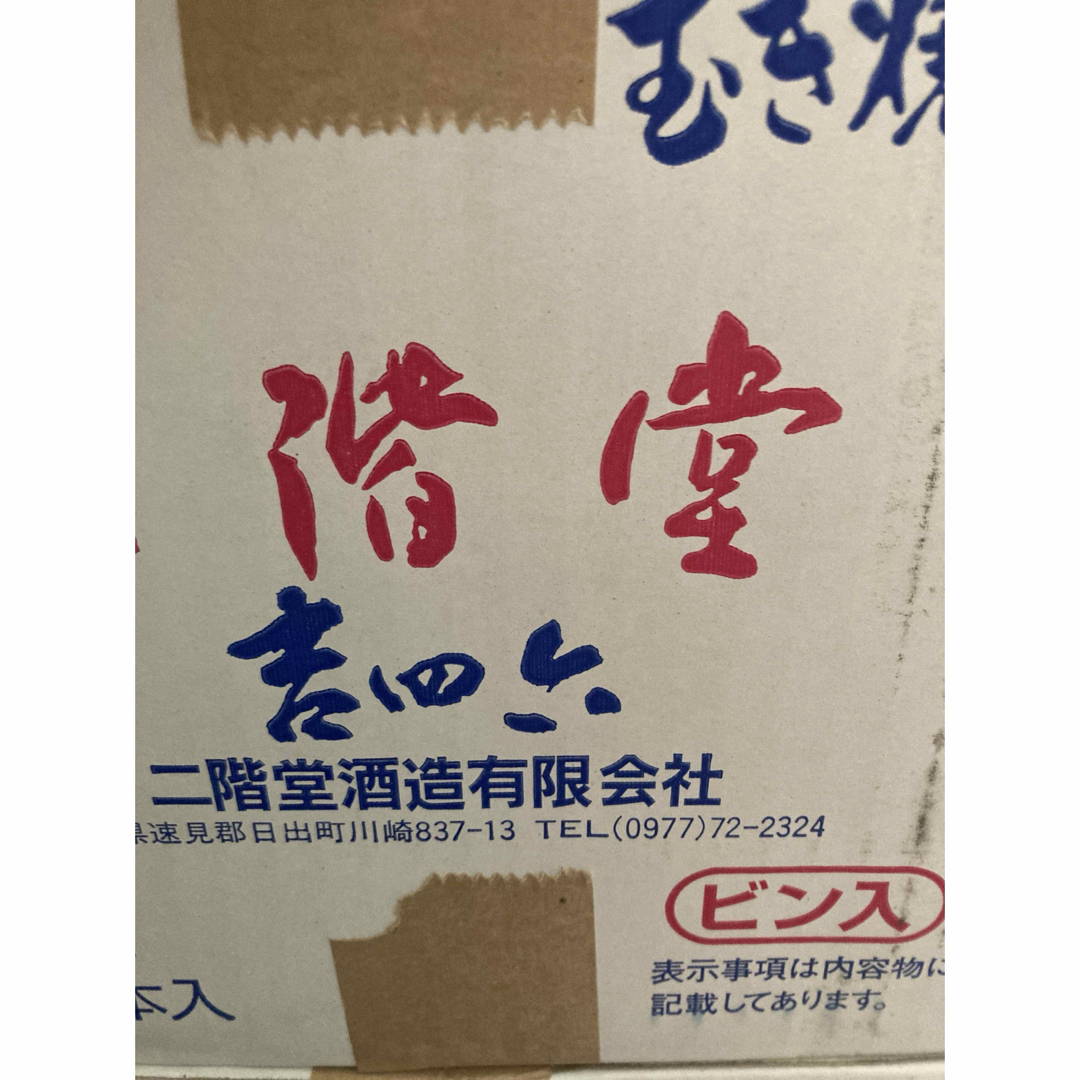 むぎ焼
階堂
吉四六
二階堂酒造有限会社
県速見郡日出町川崎837-13 TEL(0977)72-2324
ビン入
本入
表示事項は内容物に
記載してあります。